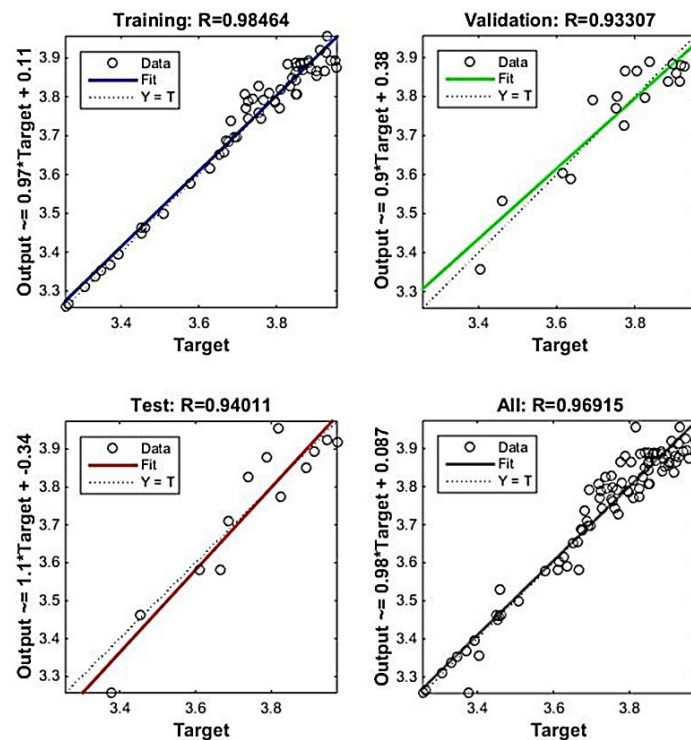 Training: R=0.98464
Output ~= 0.97*Target + 0.11
3.9
3.8
3.7
3.6
3.5
3.4
3.3
Data
Fit
Y = T
3.4
3.6
3.8
Target
Validation: R=0.93307
Output ~= 0.9*Target + 0.38
3.9
3.8
3.7
3.6
3.5
3.4
3.3
Data
Fit
Y = T
3.4
3.6
3.8
Target
Test: R=0.94011
Output ~= 1.1*Target + -0.34
3.9
3.8
3.7
3.6
3.5
3.4
3.3
Data
Fit
Y = T
3.4
3.6
3.8
Target
All: R=0.96915
Output ~= 0.98*Target + 0.087
3.9
3.8
3.7
3.6
3.5
3.4
3.3
Data
Fit
Y = T
3.4
3.6
3.8
Target